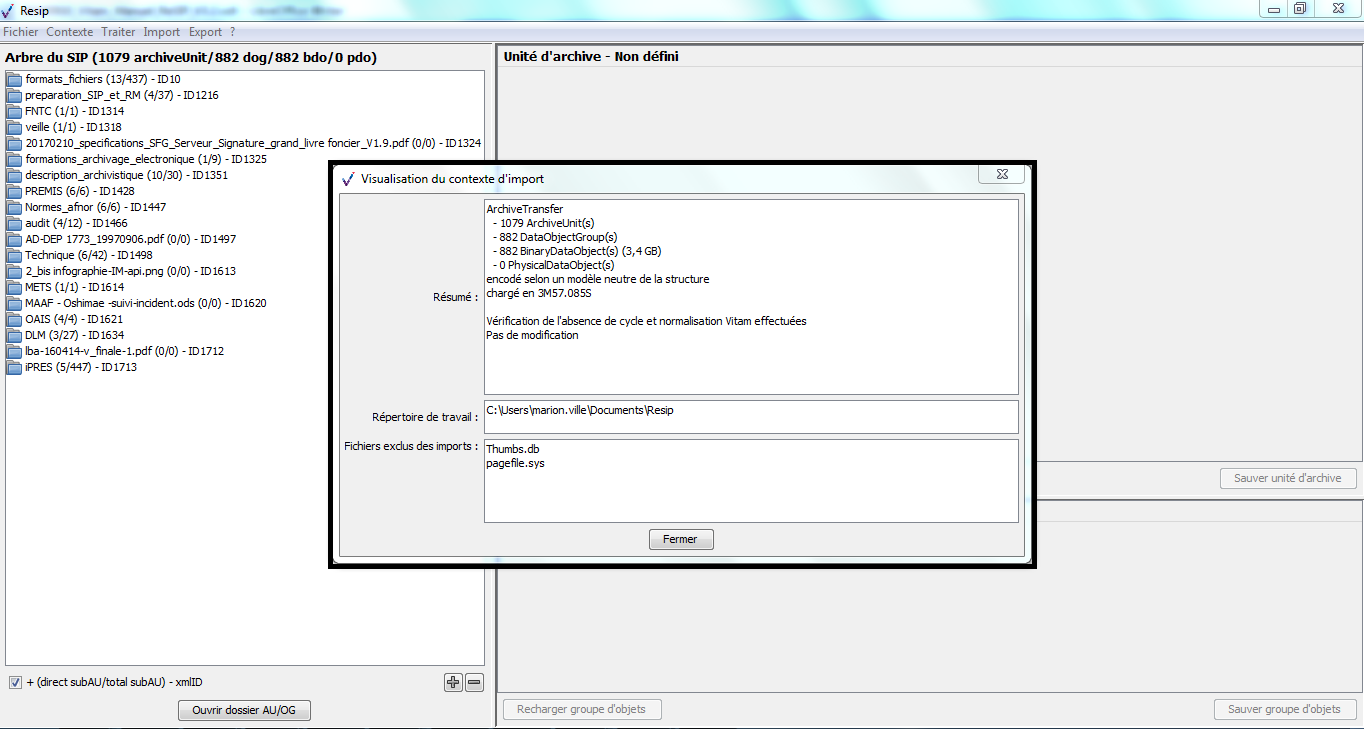 Resip
Fichier Contexte Traiter Import Export ?
Arbre du SIP (1079 archiveUnit/882 dog/882 bdo/0 pdo)
formats_fichiers (13/437) - ID10
preparation_SIP_et_RM (4/37) - ID1216
FNTC (1/1) - ID1314
veille (1/1) - ID1318
20170210_specifications_SFG_Serveur_Signature_grand_livre foncier_V1.9.pdf (0/0) - ID1324
formations_archivage_electronique (1/9) - ID1325
description_archivistique (10/30) - ID1351
PREMIS (6/6) - ID1428
Normes_afnor (6/6) - ID1447
audit (4/12) - ID1466
AD-DEP 1773_19970906.pdf (0/0) - ID1497
Technique (6/42) - ID1498
2_bis infographie-IM-api.png (0/0) - ID1613
METS (1/1) - ID1614
MAAF - Oshimae -suivi-incident.ods (0/0) - ID1620
OAIS (4/4) - ID1621
DLM (3/27) - ID1634
lba-160414-v_finale-1.pdf (0/0) - ID1712
iPRES (5/447) - ID1713
+ (direct subAU/total subAU) - xmlID
Ouvrir dossier AU/OG
Unité d'archive - Non défini
Sauver unité d'archive
Recharger groupe d'objets
Sauver groupe d'objets
Visualisation du contexte d'import
Résumé :
ArchiveTransfer
- 1079 ArchiveUnit(s)
- 882 DataObjectGroup(s)
- 882 BinaryDataObject(s) (3,4 GB)
- 0 PhysicalDataObject(s)
encodé selon un modèle neutre de la structure
chargé en 3M57.085S
Vérification de l'absence de cycle et normalisation Vitam effectuées
Pas de modification
Répertoire de travail :
C:\Users\marion.ville\Documents\Resip
Fichiers exclus des imports :
Thumbs.db
pagefile.sys
Fermer